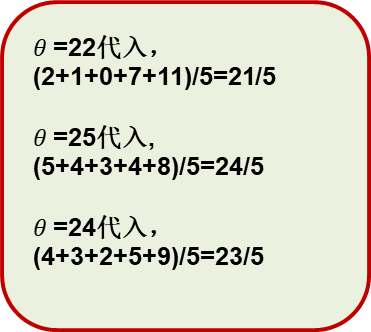 θ =22代入，
(2+1+0+7+11)/5=21/5
θ =25代入,
(5+4+3+4+8)/5=24/5
θ =24代入，
(4+3+2+5+9)/5=23/5